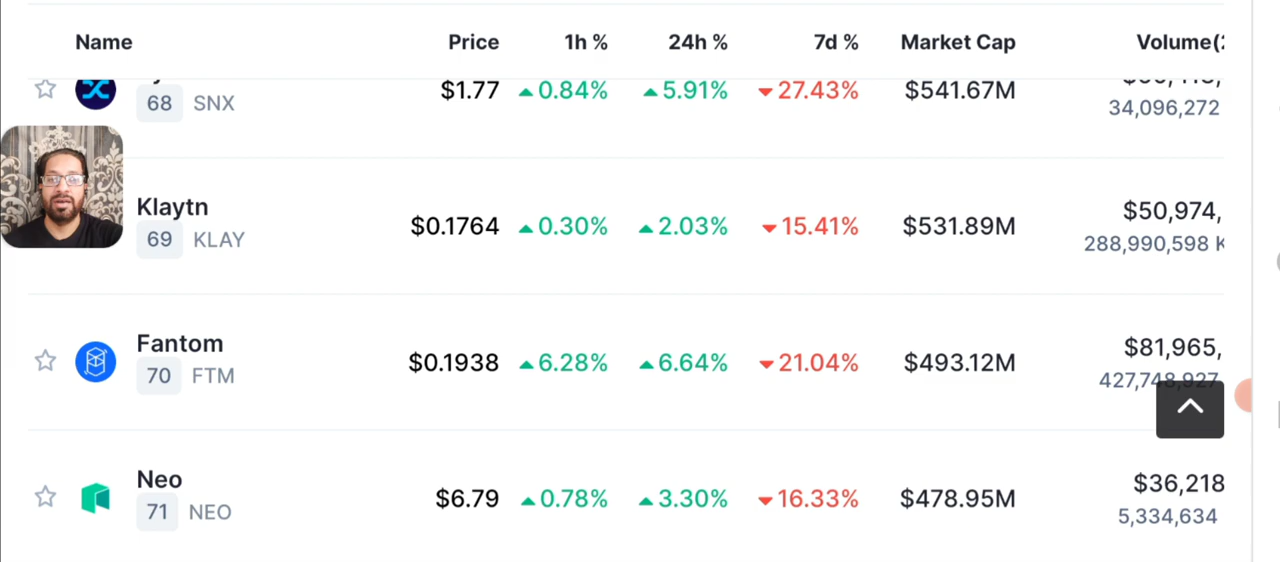 Name Price 1h % 24h % 7d % Market Cap
68 SNX $1.77 0.84% 5.91% 27.43% $541.67M
34,096,272
Klaytn
69 KLAY $0.1764 0.30% 2.03% 15.41% $531.89M
$50,974,
288,990,598
Fantom
70 FTM $0.1938 6.28% 6.64% 21.04% $493.12M
$81,965,
427,748,927
Neo
71 NEO $6.79 0.78% 3.30% 16.33% $478.95M
$36,218
5,334,634